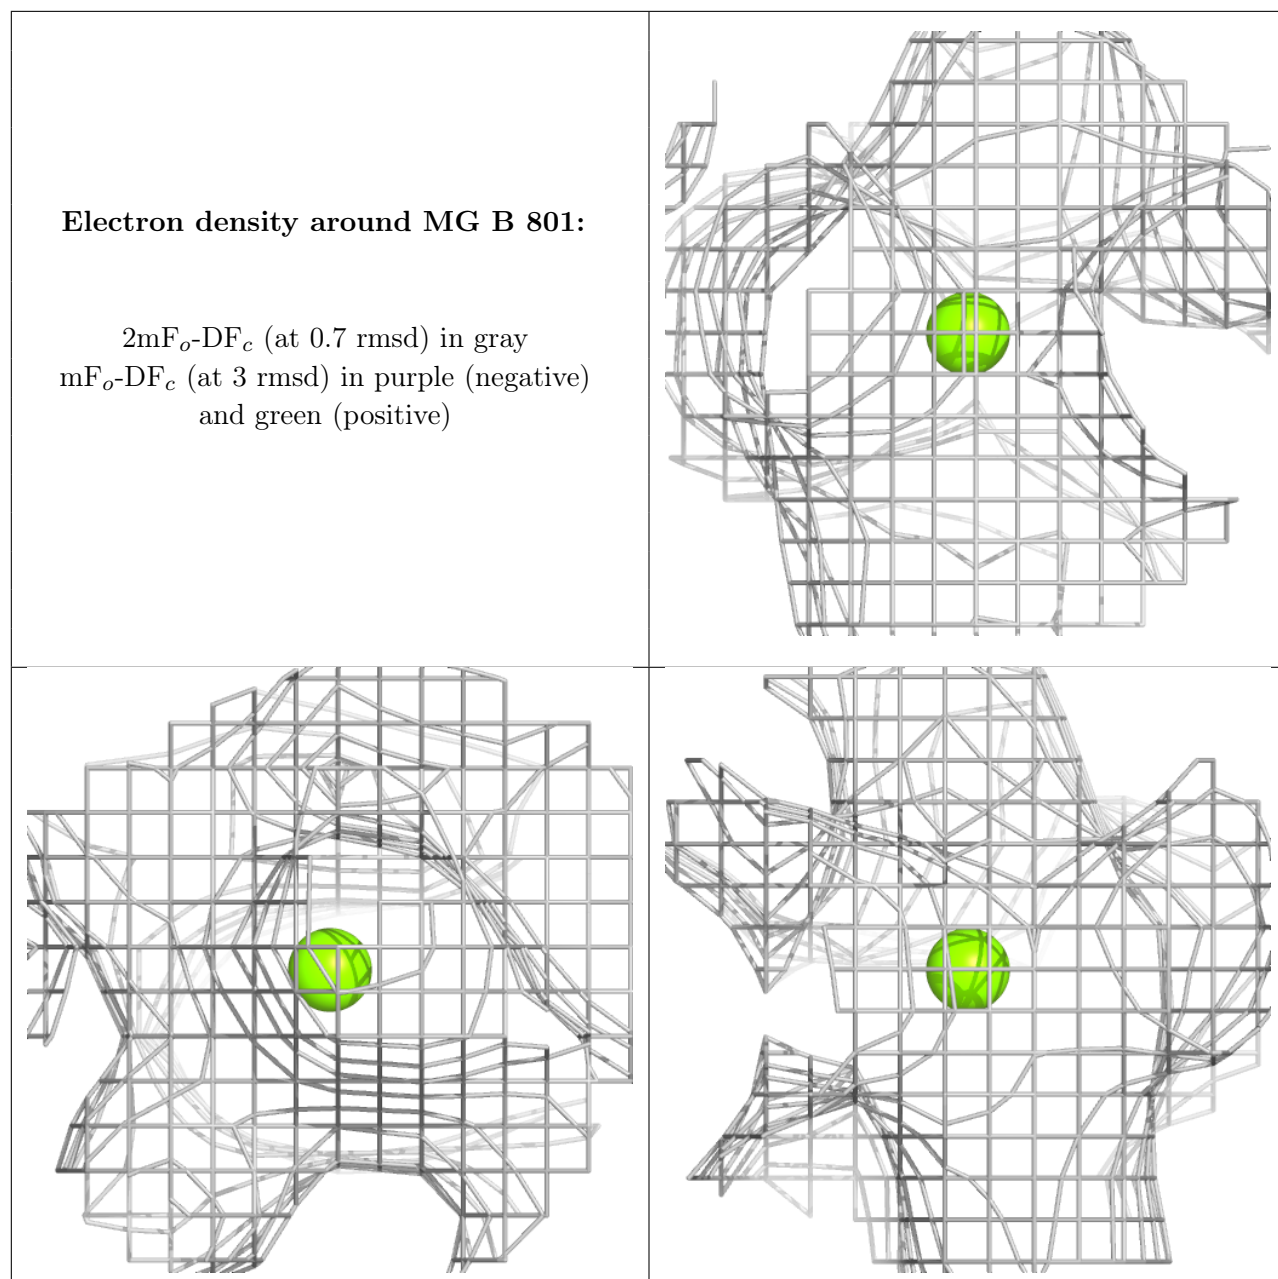 Electron density around MG B 801:
2mFo-DFc (at 0.7 rmsd) in gray
mFo-DFc (at 3 rmsd) in purple (negative)
and green (positive)